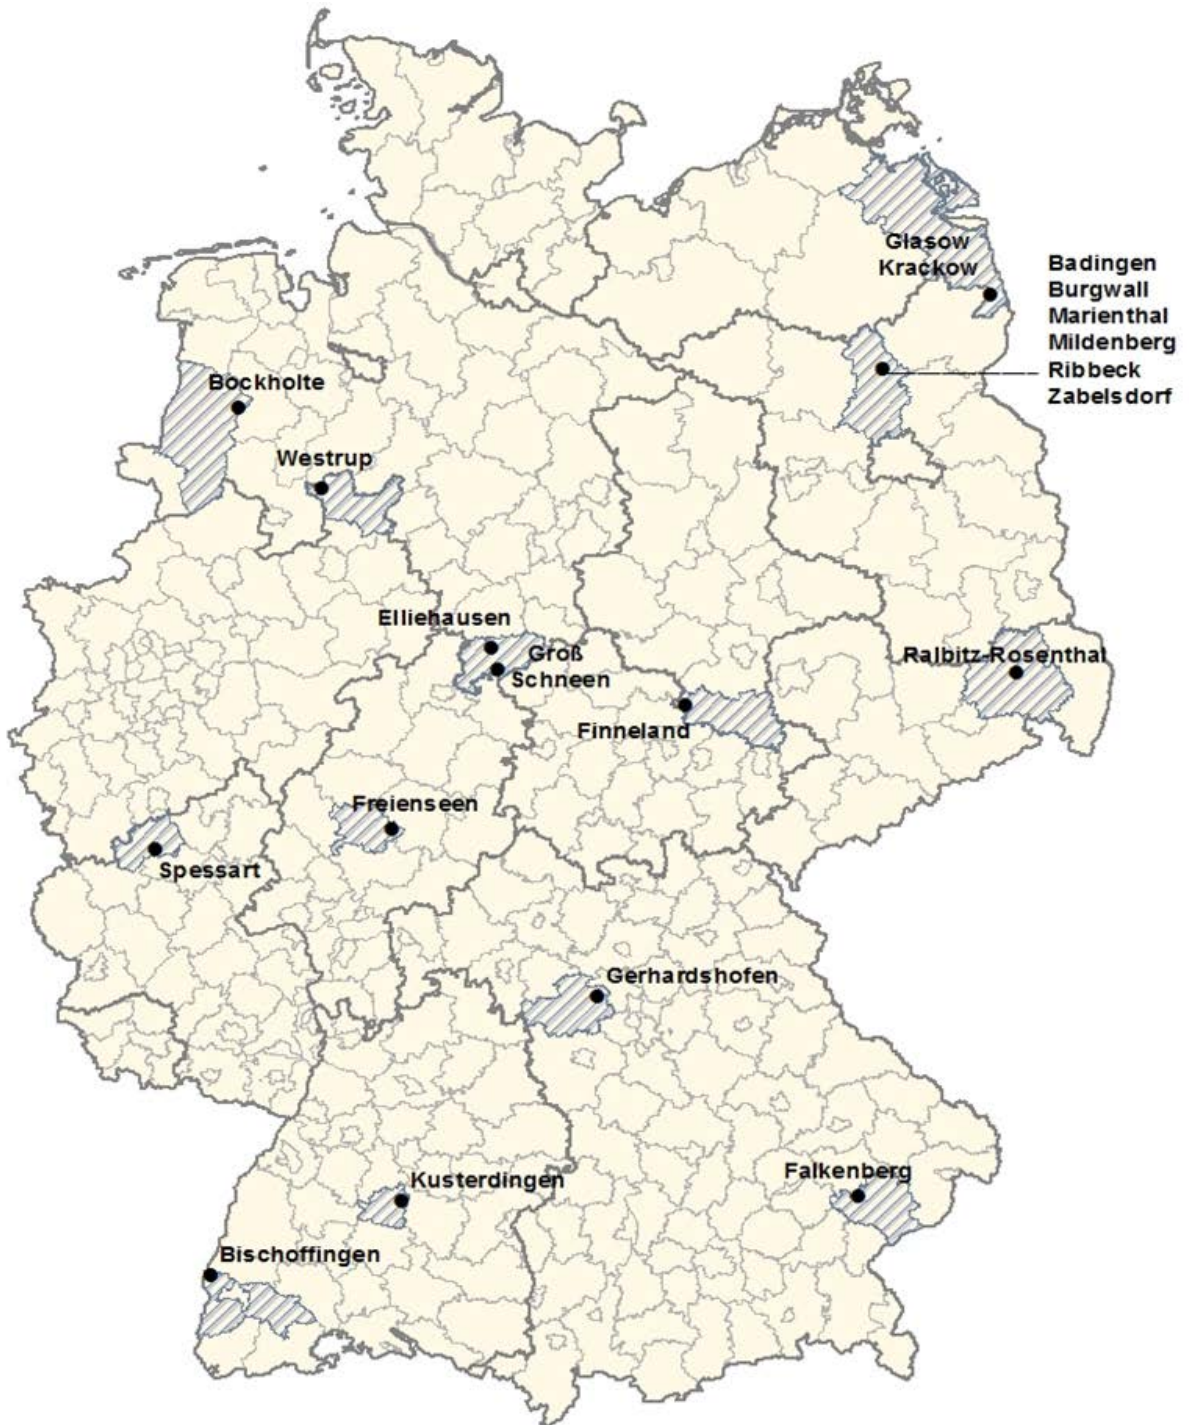 Glasow
Krackow
Badingen
Burgwall
Marienthal
Mildenberg
Ribbeck
Zabelsdorf
Bockholte
Westrup
Elliehausen
Groß
Schneen
Ralbitz-Rosenthal
Finneland
Freienseen
Spessart
Gerhardshofen
Kusterdingen
Falkenberg
Bischoffingen